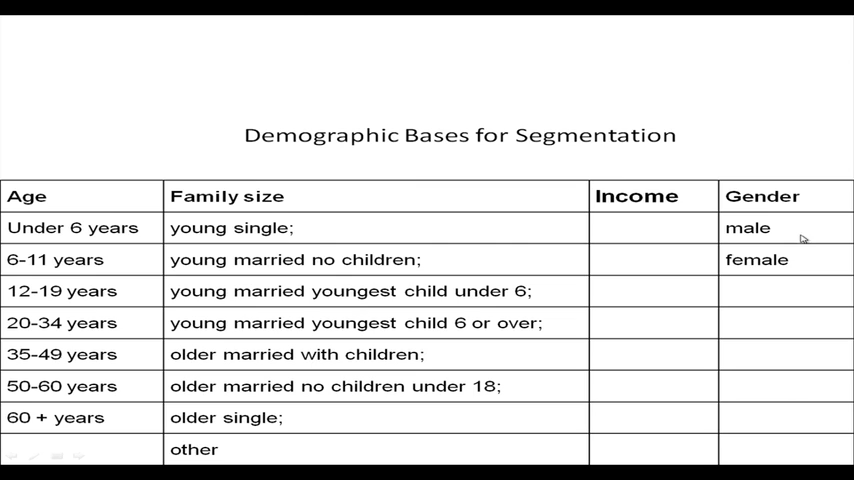 Demographic Bases for Segmentation
Age Family size Income Gender
Under 6 years young single; male
6-11 years young married no children; female
12-19 years young married youngest child under 6;
20-34 years young married youngest child 6 or over;
35-49 years older married with children;
50-60 years older married no children under 18;
60 + years older single;
other